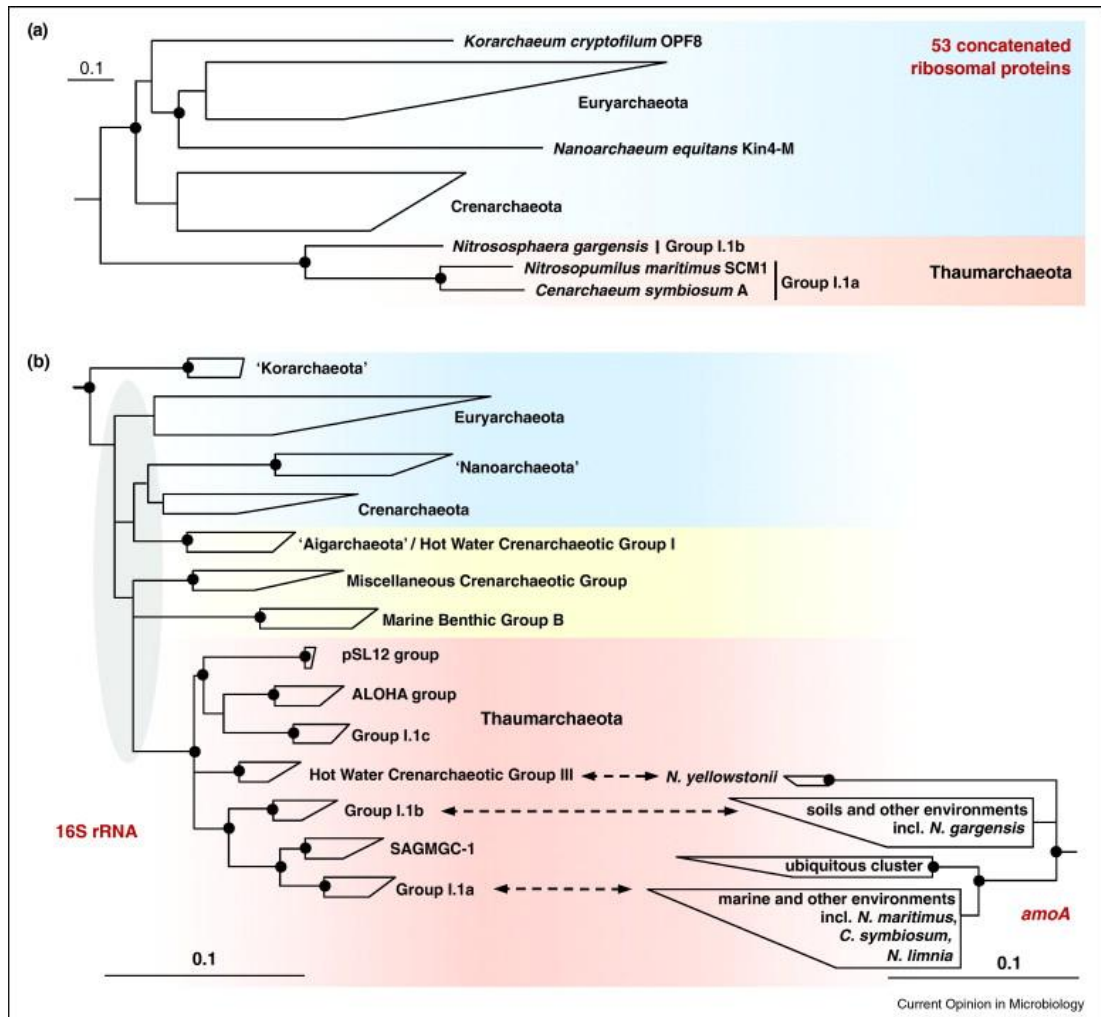 (a)
Korarchaeum cryptofilum OPF8
53 concatenated
ribosomal proteins
0.1
Euryarchaeota
Nanoarchaeum equitans Kin4-M
Crenarchaeota
Nitrososphaera gargensis | Group I.1b
Nitrosopumilus maritimus SCM1
Thaumarchaeota
Group I.1a
Cenarchaeum symbiosum A
(b)
‘Korarchaeota’
Euryarchaeota
‘Nanoarchaeota’
Crenarchaeota
‘Aigarchaeota’ / Hot Water Crenarchaeotic Group I
Miscellaneous Crenarchaeotic Group
Marine Benthic Group B
pSL12 group
ALOHA group
Thaumarchaeota
Group I.1c
Hot Water Crenarchaeotic Group III
N. yellowstonii
Group I.1b
soils and other environments
incl. N. gargensis
16S rRNA
SAGMGC-1
ubiquitous cluster
Group I.1a
marine and other environments
incl. N. maritimus,
C. symbiosum,
N. limnia
amoA
0.1
0.1
Current Opinion in Microbiology